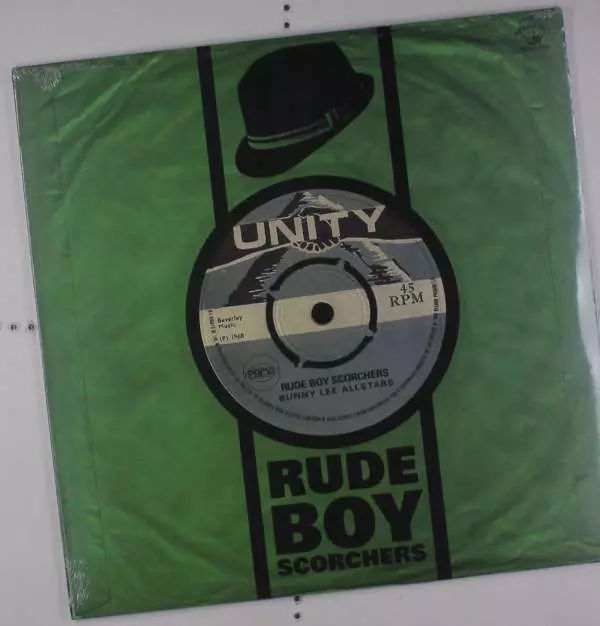 UNITY
45
RPM
Beverley
Music
(P) 1968
RUDE BOY SCORCHERS
BUNNY LEE ALLSTARS
RUDE
BOY
SCORCHERS